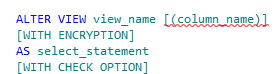 ALTER VIEW view_name [(column_name)]
[WITH ENCRYPTION]
AS select_statement
[WITH CHECK OPTION]